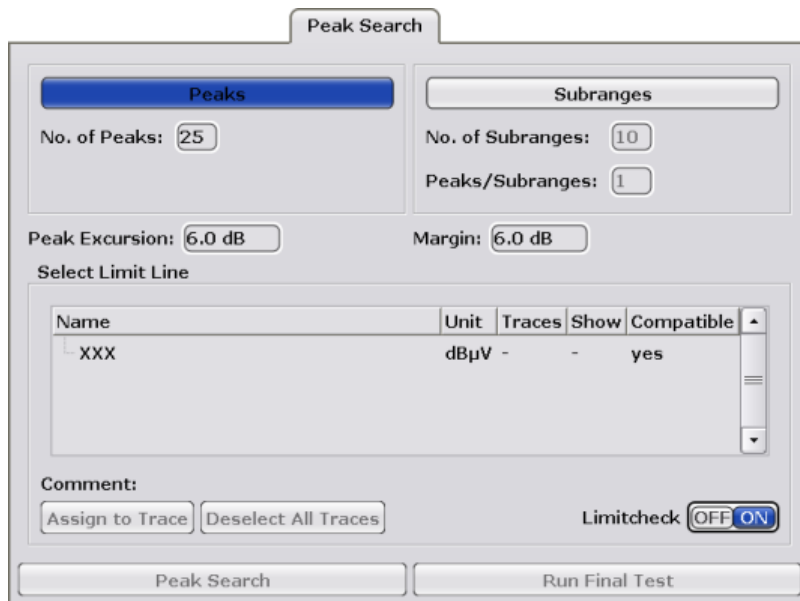 Peak Search
Peaks
Subranges
No. of Peaks: 25
No. of Subranges: 10
Peaks/Subranges: 1
Peak Excursion: 6.0 dB
Margin: 6.0 dB
Select Limit Line
Name Unit Traces Show Compatible
XXX dBµV - - yes
Comment:
Assign to Trace Deselect All Traces Limitcheck OFF ON
Peak Search Run Final Test